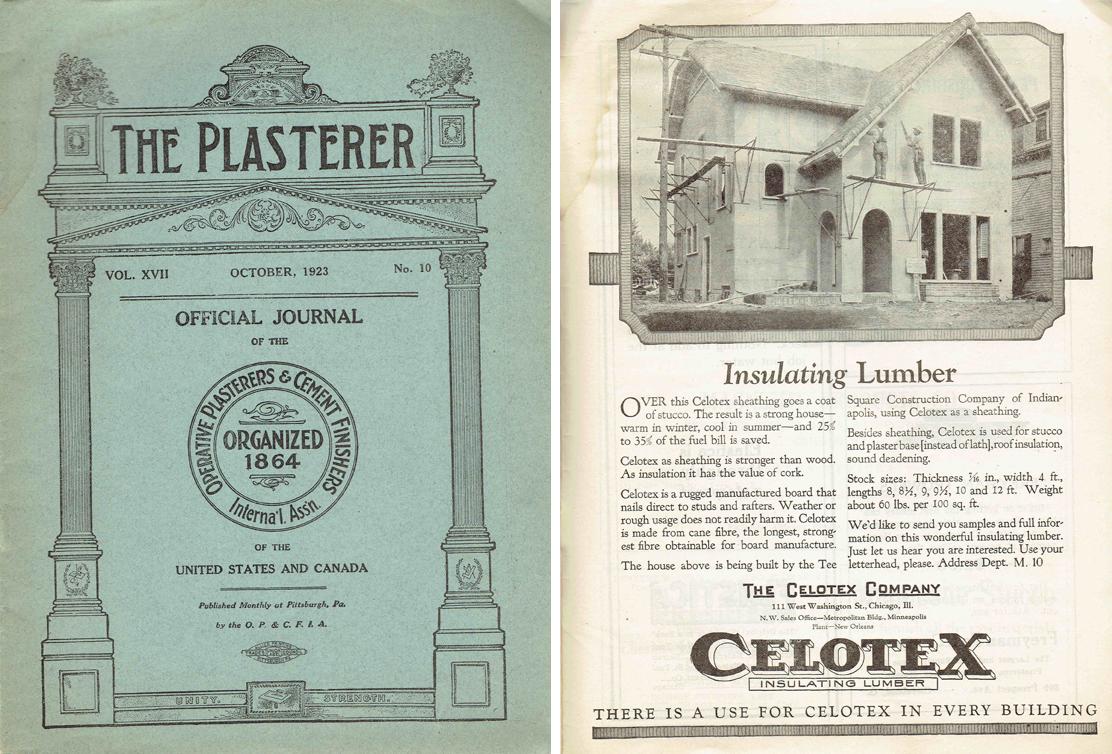 THE PLASTERER
VOL. XVII
OCTOBER, 1923
No. 10
OFFICIAL JOURNAL
OF THE
OPERATIVE PLASTERERS & CEMENT FINISHERS
ORGANIZED
1864
Interna'l. Assn.
OF THE
UNITED STATES AND CANADA
Published Monthly at Pittsburgh, Pa.
by the O. P. & C. F. I. A.
UNITY.
STRENGTH.
Insulating Lumber
OVER this Celotex sheathing goes a coat
of stucco. The result is a strong house—
warm in winter, cool in summer—and 25%
to 35% of the fuel bill is saved.
Celotex as sheathing is stronger than wood.
As insulation it has the value of cork.
Celotex is a rugged manufactured board that
nails direct to studs and rafters. Weather or
rough usage does not readily harm it. Celotex
is made from cane fibre, the longest, strong-
est fibre obtainable for board manufacture.
The house above is being built by the Tee
Square Construction Company of Indian-
apolis, using Celotex as a sheathing.
Besides sheathing, Celotex is used for stucco
and plaster base [instead of lath], roof insulation,
sound deadening.
Stock sizes: Thickness 7/16 in., width 4 ft.,
lengths 8, 8½, 9, 9½, 10 and 12 ft. Weight
about 60 lbs. per 100 sq. ft.
We'd like to send you samples and full infor-
mation on this wonderful insulating lumber.
Just let us hear you are interested. Use your
letterhead, please. Address Dept. M. 10
THE CELOTEX COMPANY
111 West Washington St., Chicago, Ill.
N. W. Sales Office—Metropolitan Bldg., Minneapolis
Plant—New Orleans
CELOTEX
INSULATING LUMBER
THERE IS A USE FOR CELOTEX IN EVERY BUILDING